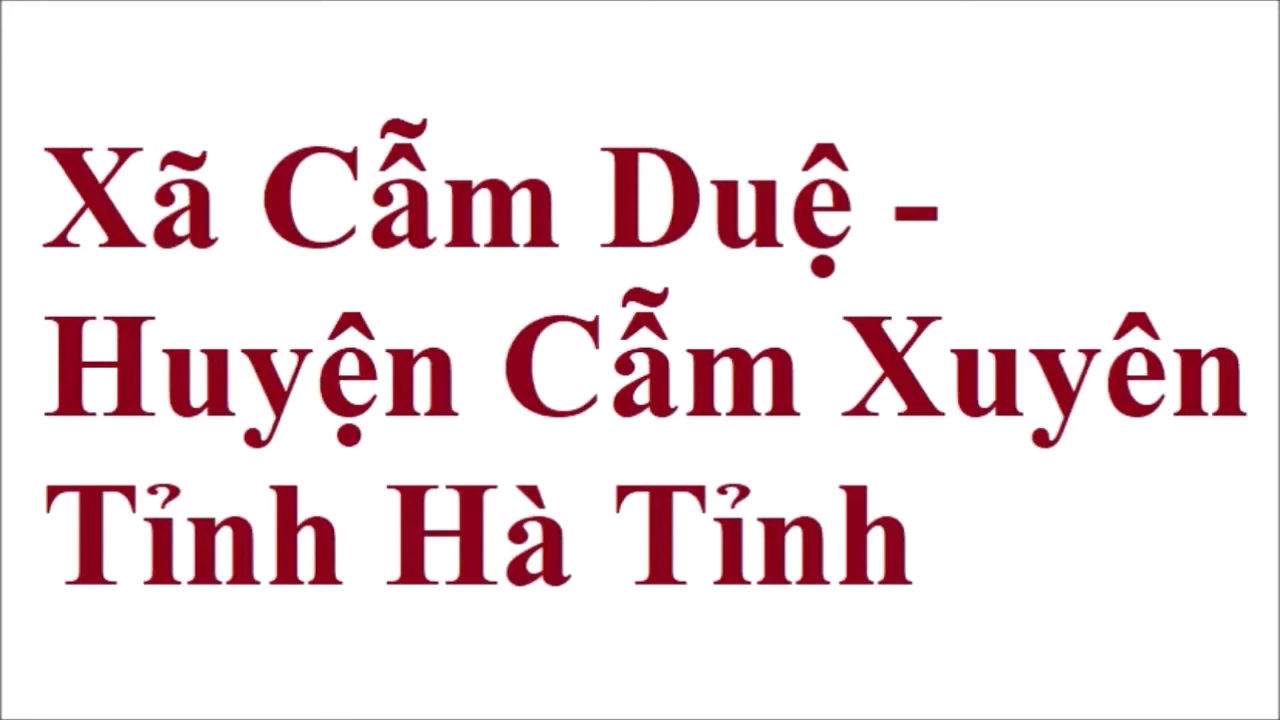 Xã Cẫm Duệ -
Huyện Cẫm Xuyên
Tỉnh Hà Tỉnh